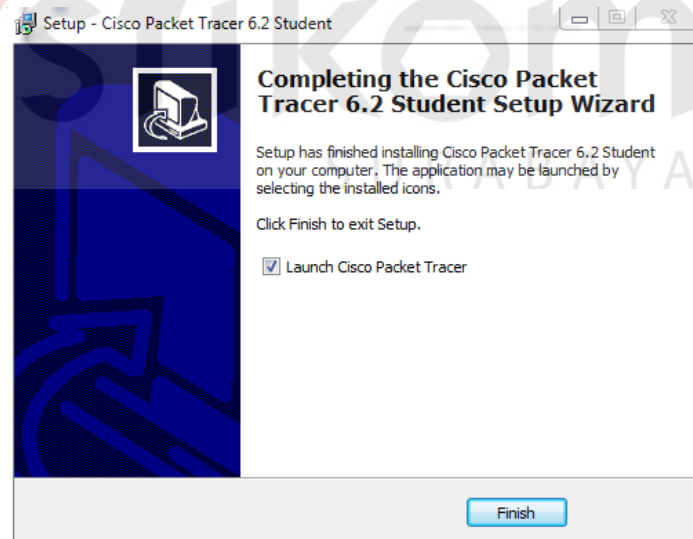 Setup - Cisco Packet Tracer 6.2 Student
Completing the Cisco Packet
Tracer 6.2 Student Setup Wizard
Setup has finished installing Cisco Packet Tracer 6.2 Student
on your computer. The application may be launched by
selecting the installed icons.
SURABAYA
Click Finish to exit Setup.
Launch Cisco Packet Tracer
Finish